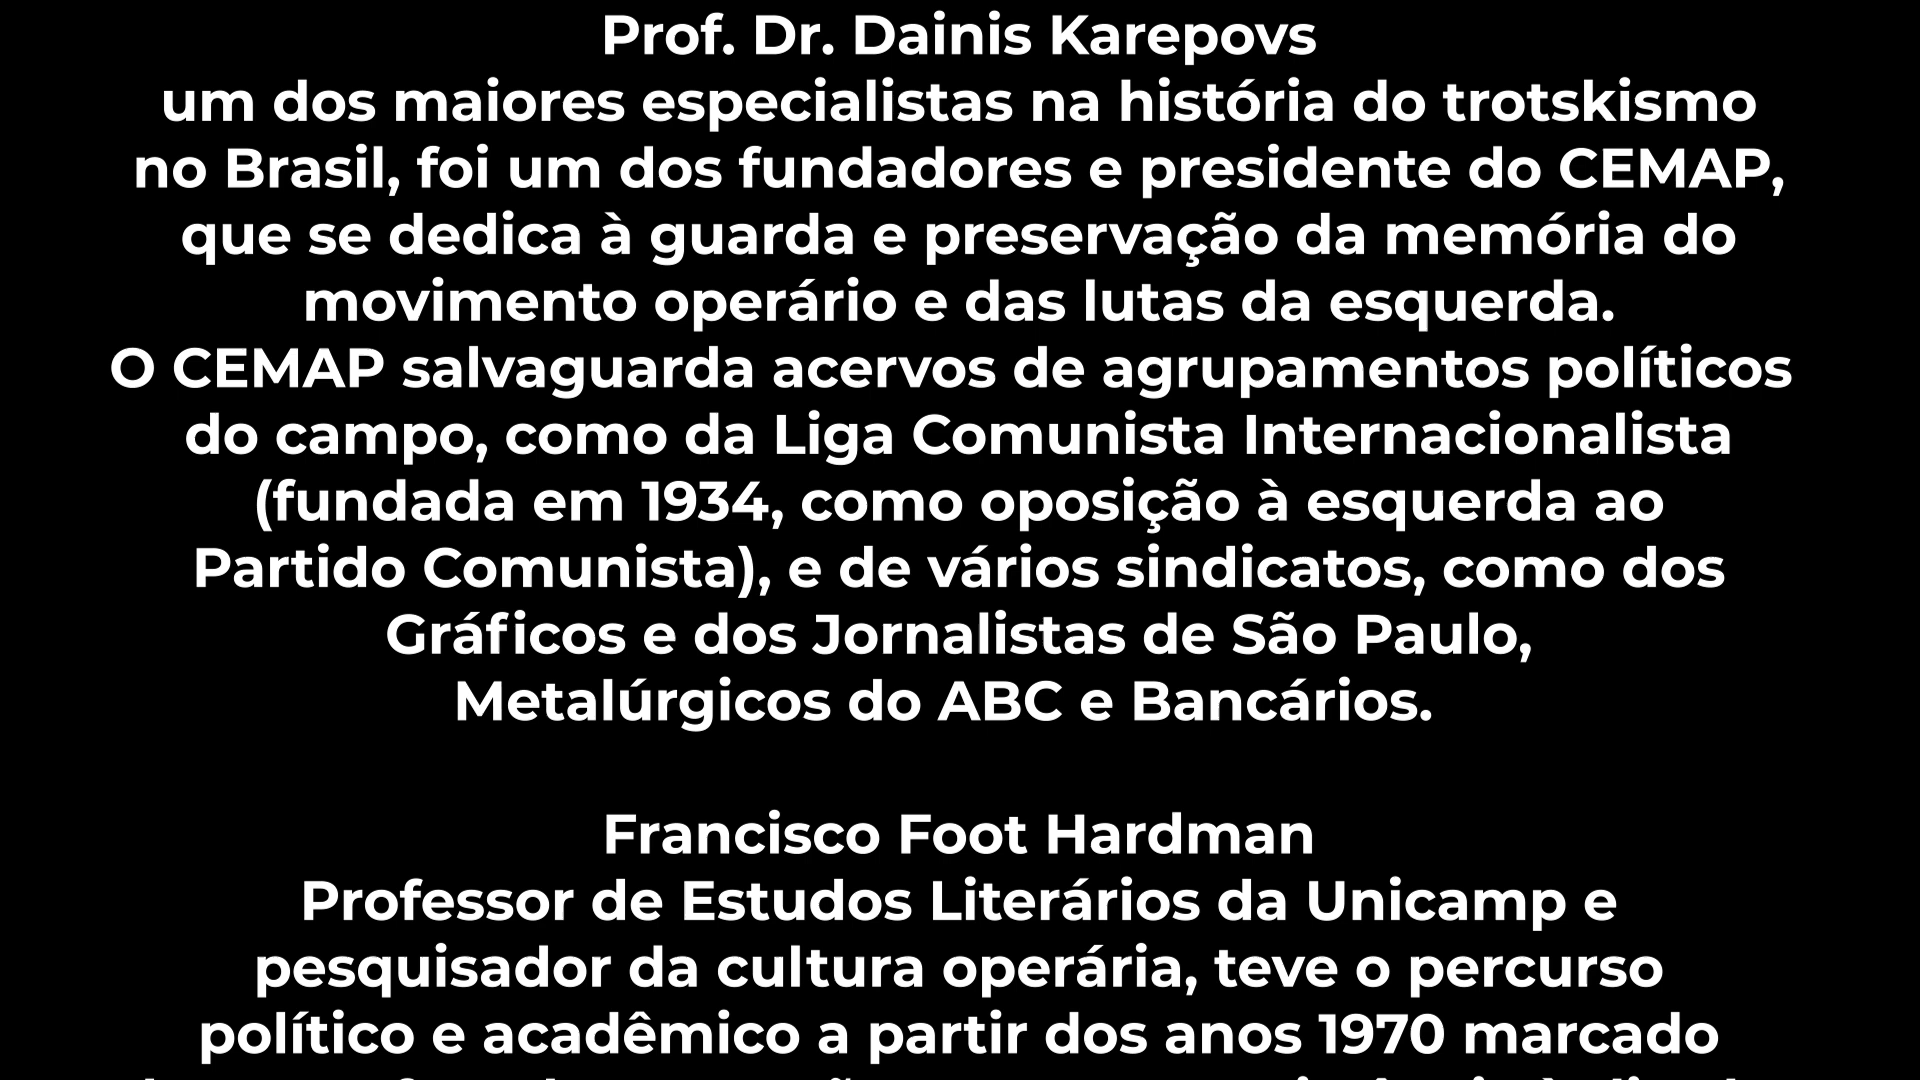 Prof. Dr. Dainis Karepovs
um dos maiores especialistas na história do trotskismo
no Brasil, foi um dos fundadores e presidente do CEMAP,
que se dedica à guarda e preservação da memória do
movimento operário e das lutas da esquerda.
O CEMAP salvaguarda acervos de agrupamentos políticos
do campo, como da Liga Comunista Internacionalista
(fundada em 1934, como oposição à esquerda ao
Partido Comunista), e de vários sindicatos, como dos
Gráficos e dos Jornalistas de São Paulo,
Metalúrgicos do ABC e Bancários.
Francisco Foot Hardman
Professor de Estudos Literários da Unicamp e
pesquisador da cultura operária, teve o percurso
político e acadêmico a partir dos anos 1970 marcado